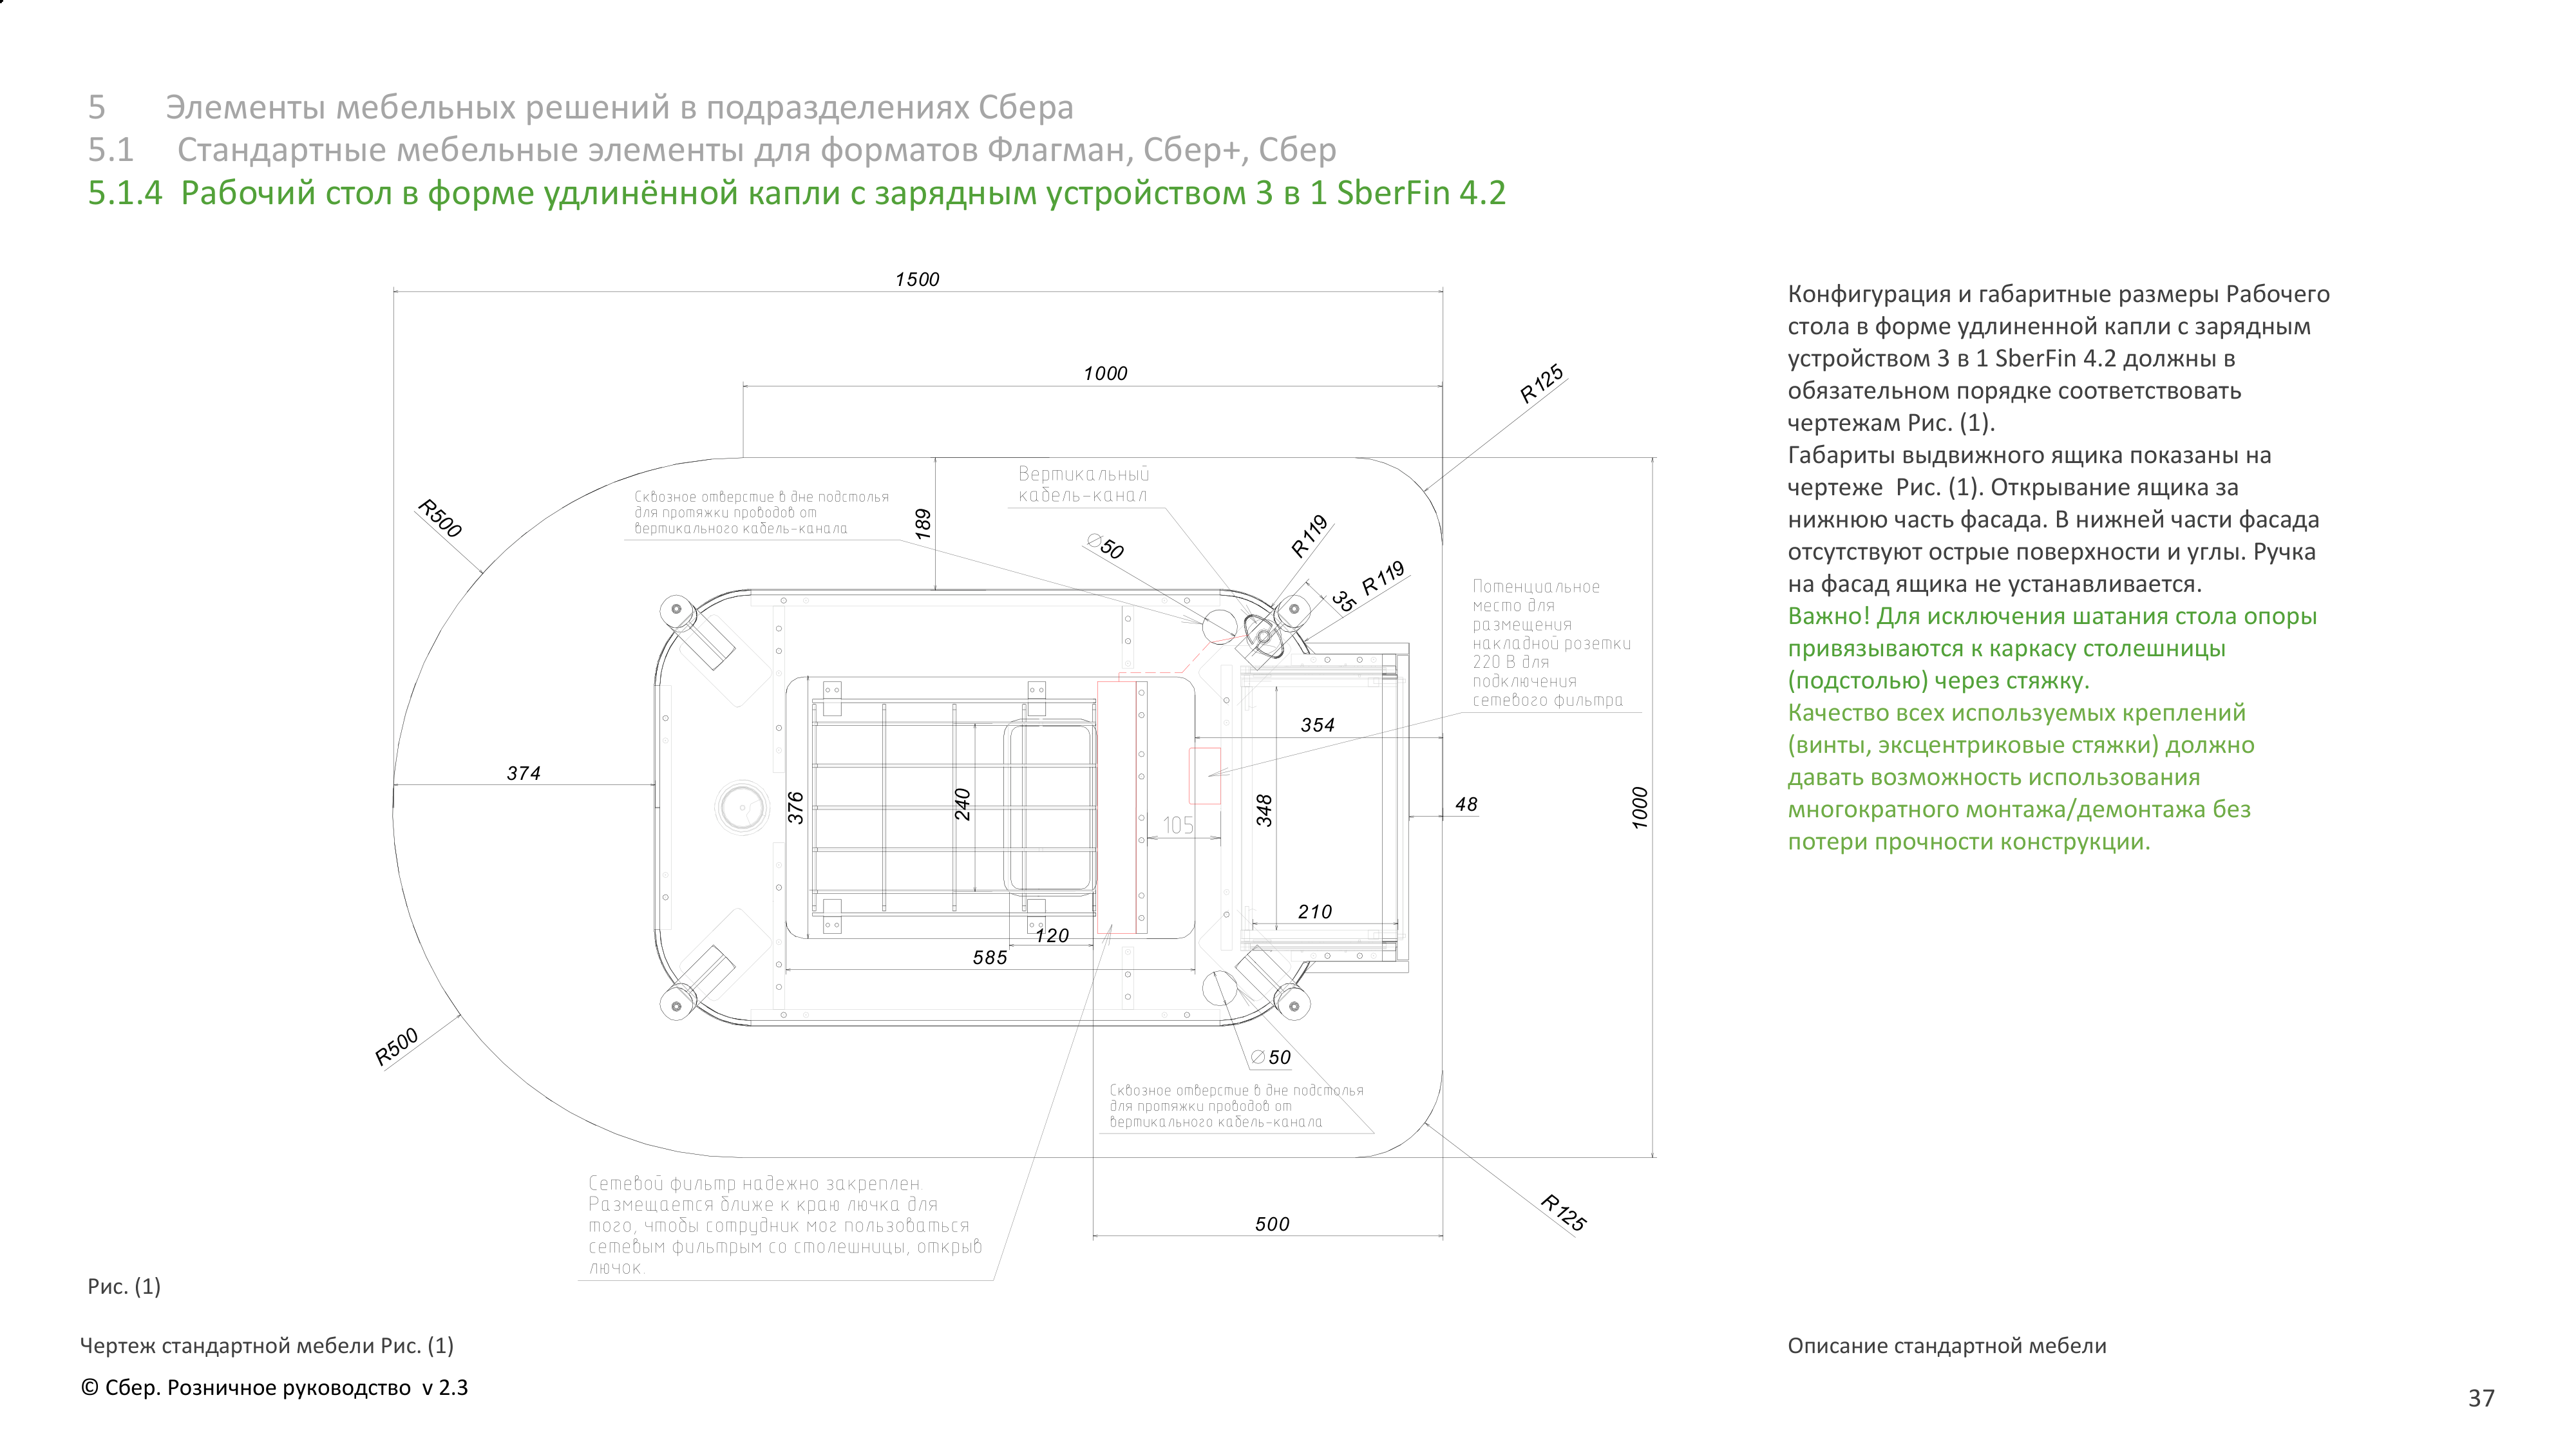 5 Элементы мебельных решений в подразделениях Сбера
5.1 Стандартные мебельные элементы для форматов Флагман, Сбер+, Сбер
5.1.4 Рабочий стол в форме удлинённой капли с зарядным устройством 3 в 1 SberFin 4.2
1500
1000
R125
R500
Сквозное отверстие в дне подстолья
для протяжки проводов от
вертикального кабель-канала
189
Вертикальный
кабель-канал
∅50
R119
R119
35
Потенциальное
место для
размещения
накладной розетки
220 В для
подключения
сетевого фильтра
354
374
376
240
105
348
48
1000
210
120
585
∅50
R500
Сквозное отверстие в дне подстолья
для протяжки проводов от
вертикального кабель-канала
Сетевой фильтр надежно закреплен.
Размещается ближе к краю лючка для
того, чтобы сотрудник мог пользоваться
сетевым фильтрым со столешницы, открыв
лючок.
500
R125
Конфигурация и габаритные размеры Рабочего
стола в форме удлиненной капли с зарядным
устройством 3 в 1 SberFin 4.2 должны в
обязательном порядке соответствовать
чертежам Рис. (1).
Габариты выдвижного ящика показаны на
чертеже Рис. (1). Открывание ящика за
нижнюю часть фасада. В нижней части фасада
отсутствуют острые поверхности и углы. Ручка
на фасад ящика не устанавливается.
Важно! Для исключения шатания стола опоры
привязываются к каркасу столешницы
(подстолью) через стяжку.
Качество всех используемых креплений
(винты, эксцентриковые стяжки) должно
давать возможность использования
многократного монтажа/демонтажа без
потери прочности конструкции.
Рис. (1)
Чертеж стандартной мебели Рис. (1)
Описание стандартной мебели
© Сбер. Розничное руководство v 2.3
37